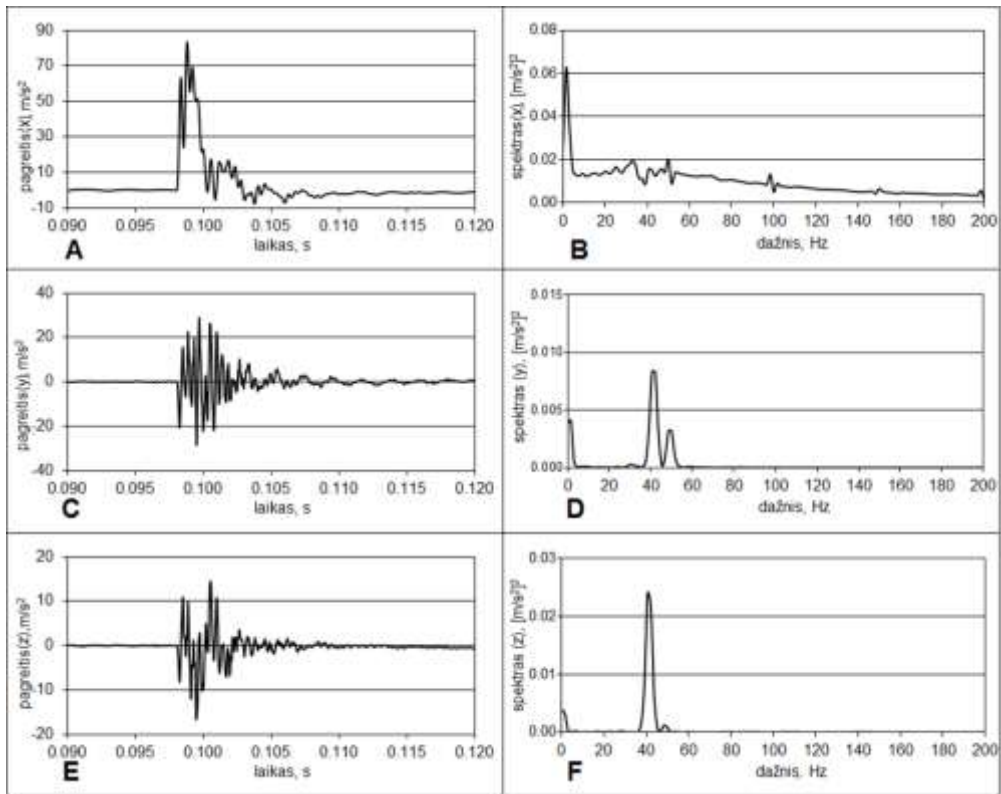 pagreitis(x), m/s²
90
70
50
30
10
-10
0.090 0.095 0.100 0.105 0.110 0.115 0.120
laikas, s
A
spektras(x), [m/s²]²
0.08
0.06
0.04
0.02
0.00
0 20 40 60 80 100 120 140 160 180 200
dažnis, Hz
B
pagreitis(y), m/s²
40
20
0
-20
-40
0.090 0.095 0.100 0.105 0.110 0.115 0.120
laikas, s
C
spektras (y), [m/s²]²
0.015
0.010
0.005
0.000
0 20 40 60 80 100 120 140 160 180 200
dažnis, Hz
D
pagreitis(z),m/s²
20
10
0
-10
-20
0.090 0.095 0.100 0.105 0.110 0.115 0.120
laikas, s
E
spektras (z), [m/s²]²
0.03
0.02
0.01
0.00
0 20 40 60 80 100 120 140 160 180 200
dažnis, Hz
F